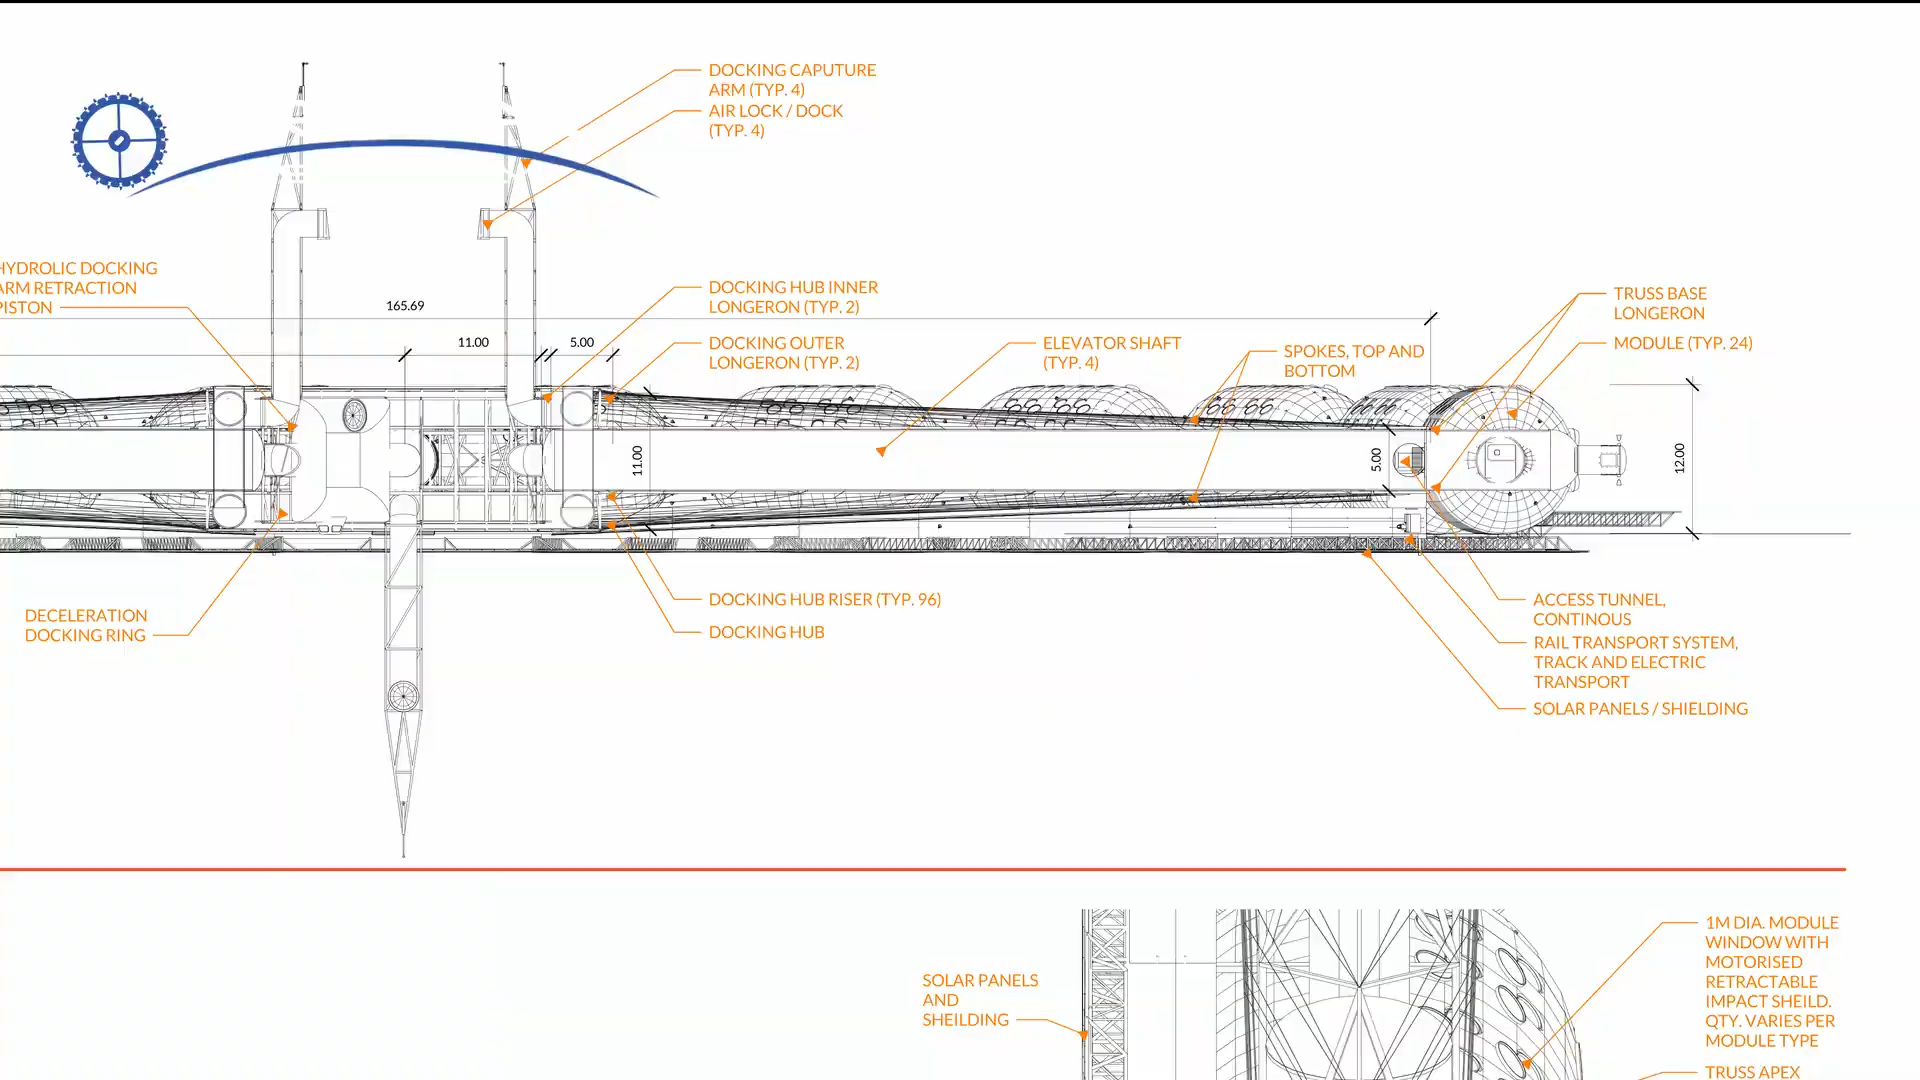 DOCKING CAPUTURE
ARM (TYP. 4)
AIR LOCK / DOCK
(TYP. 4)
HYDROLIC DOCKING
ARM RETRACTION
PISTON
165.69
11.00
5.00
DOCKING HUB INNER
LONGERON (TYP. 2)
DOCKING OUTER
LONGERON (TYP. 2)
ELEVATOR SHAFT
(TYP. 4)
SPOKES, TOP AND
BOTTOM
TRUSS BASE
LONGERON
MODULE (TYP. 24)
11.00
5.00
12.00
DECELERATION
DOCKING RING
DOCKING HUB RISER (TYP. 96)
DOCKING HUB
ACCESS TUNNEL,
CONTINOUS
RAIL TRANSPORT SYSTEM,
TRACK AND ELECTRIC
TRANSPORT
SOLAR PANELS / SHIELDING
SOLAR PANELS
AND
SHEILDING
1M DIA. MODULE
WINDOW WITH
MOTORISED
RETRACTABLE
IMPACT SHEILD.
QTY. VARIES PER
MODULE TYPE
TRUSS APEX